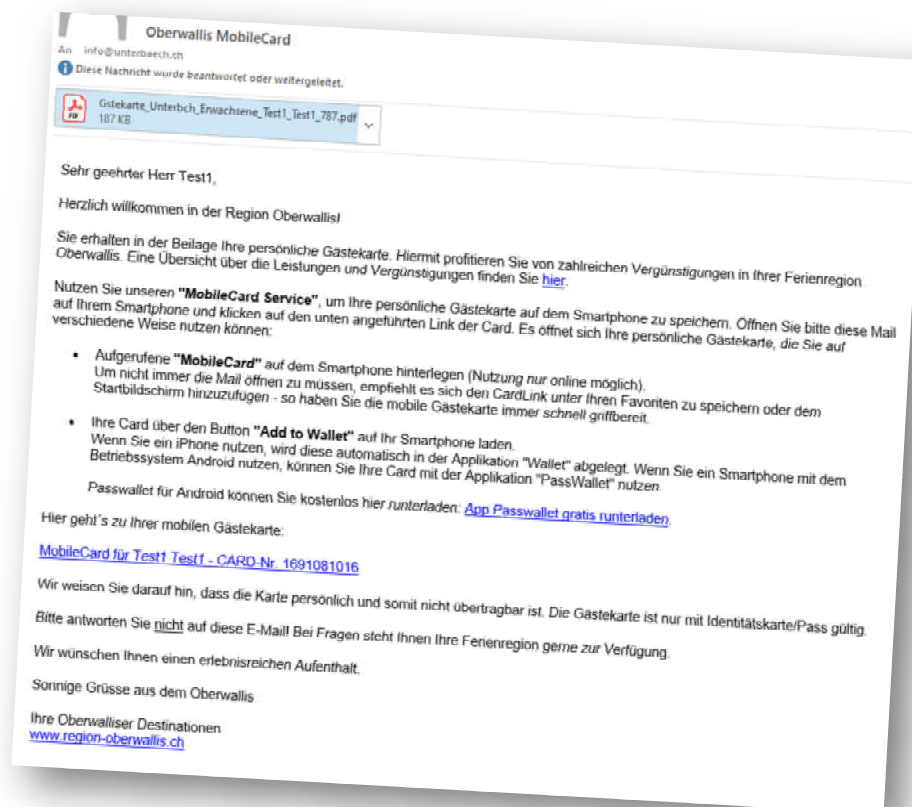 Oberwallis MobileCard
An info@unterbaech.ch
Diese Nachricht wurde beantwortet oder weitergeleitet.
Gstekarte_Unterbch_Erwachsene_Test1_Test1_787.pdf
187 KB
Sehr geehrter Herr Test1,
Herzlich willkommen in der Region Oberwallis!
Sie erhalten in der Beilage Ihre persönliche Gästekarte. Hiermit profitieren Sie von zahlreichen Vergünstigungen in Ihrer Ferienregion
Oberwallis. Eine Übersicht über die Leistungen und Vergünstigungen finden Sie hier.
Nutzen Sie unseren "MobileCard Service", um Ihre persönliche Gästekarte auf dem Smartphone zu speichern. Öffnen Sie bitte diese Mail
auf Ihrem Smartphone und klicken auf den unten angeführten Link der Card. Es öffnet sich Ihre persönliche Gästekarte, die Sie auf
verschiedene Weise nutzen können:
• Aufgerufene "MobileCard" auf dem Smartphone hinterlegen (Nutzung nur online möglich).
Um nicht immer die Mail öffnen zu müssen, empfiehlt es sich den CardLink unter Ihren Favoriten zu speichern oder dem
Startbildschirm hinzuzufügen - so haben Sie die mobile Gästekarte immer schnell griffbereit.
• Ihre Card über den Button "Add to Wallet" auf Ihr Smartphone laden.
Wenn Sie ein iPhone nutzen, wird diese automatisch in der Applikation "Wallet" abgelegt. Wenn Sie ein Smartphone mit dem
Betriebssystem Android nutzen, können Sie Ihre Card mit der Applikation "PassWallet" nutzen.
Passwallet für Android können Sie kostenlos hier runterladen: App Passwallet gratis runterladen.
Hier geht's zu Ihrer mobilen Gästekarte:
MobileCard für Test1 Test1 - CARD-Nr. 1691081016
Wir weisen Sie darauf hin, dass die Karte persönlich und somit nicht übertragbar ist. Die Gästekarte ist nur mit Identitätskarte/Pass gültig.
Bitte antworten Sie nicht auf diese E-Mail! Bei Fragen steht Ihnen Ihre Ferienregion gerne zur Verfügung.
Wir wünschen Ihnen einen erlebnisreichen Aufenthalt.
Sonnige Grüsse aus dem Oberwallis
Ihre Oberwalliser Destinationen
www.region-oberwallis.ch